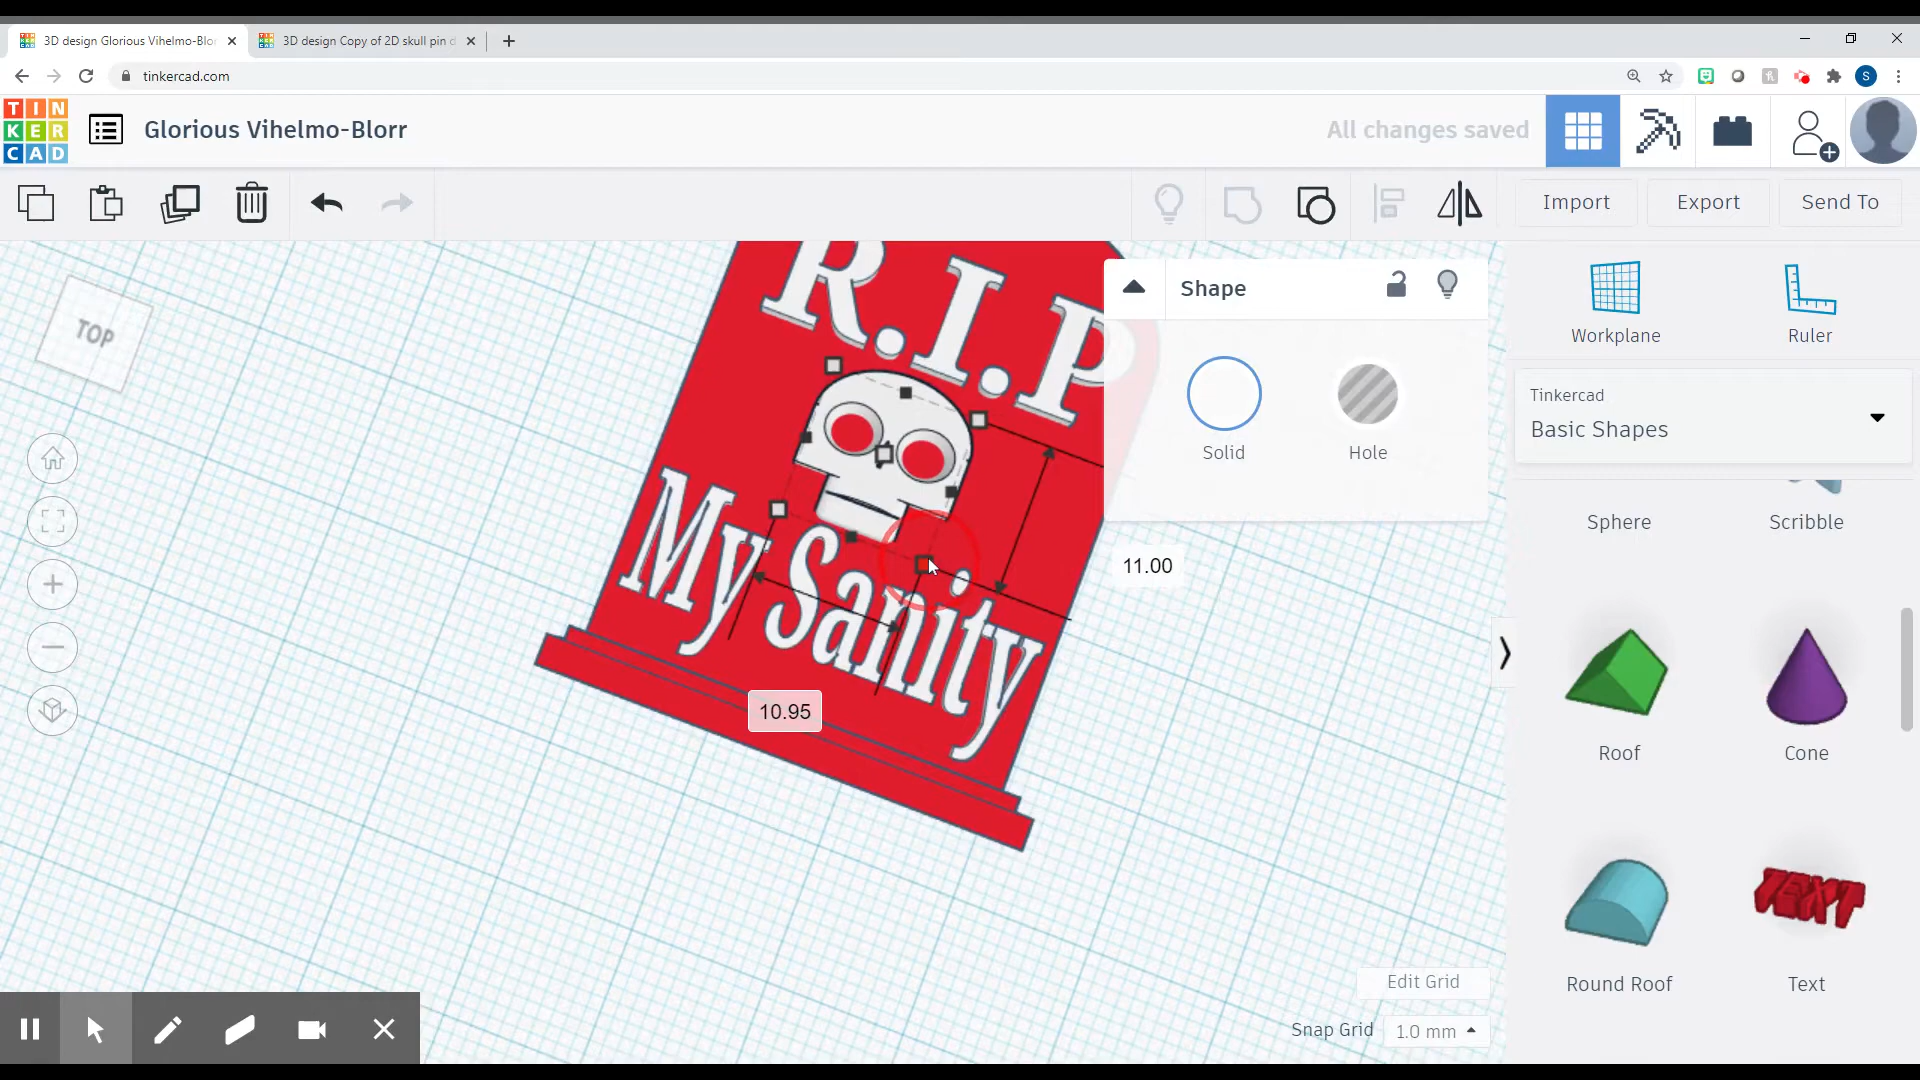 3D design Glorious Vihelmo-Blor
3D design Copy of 2D skull pin d
tinkercad.com
S
TIN
KER
CAD
Glorious Vihelmo-Blorr
All changes saved
Import
Export
Send To
TOP
R.I.P
My Sanity
Shape
Solid
Hole
11.00
10.95
Workplane
Ruler
Tinkercad
Basic Shapes
Sphere
Scribble
Roof
Cone
TEXT
Round Roof
Text
Edit Grid
Snap Grid
1.0 mm